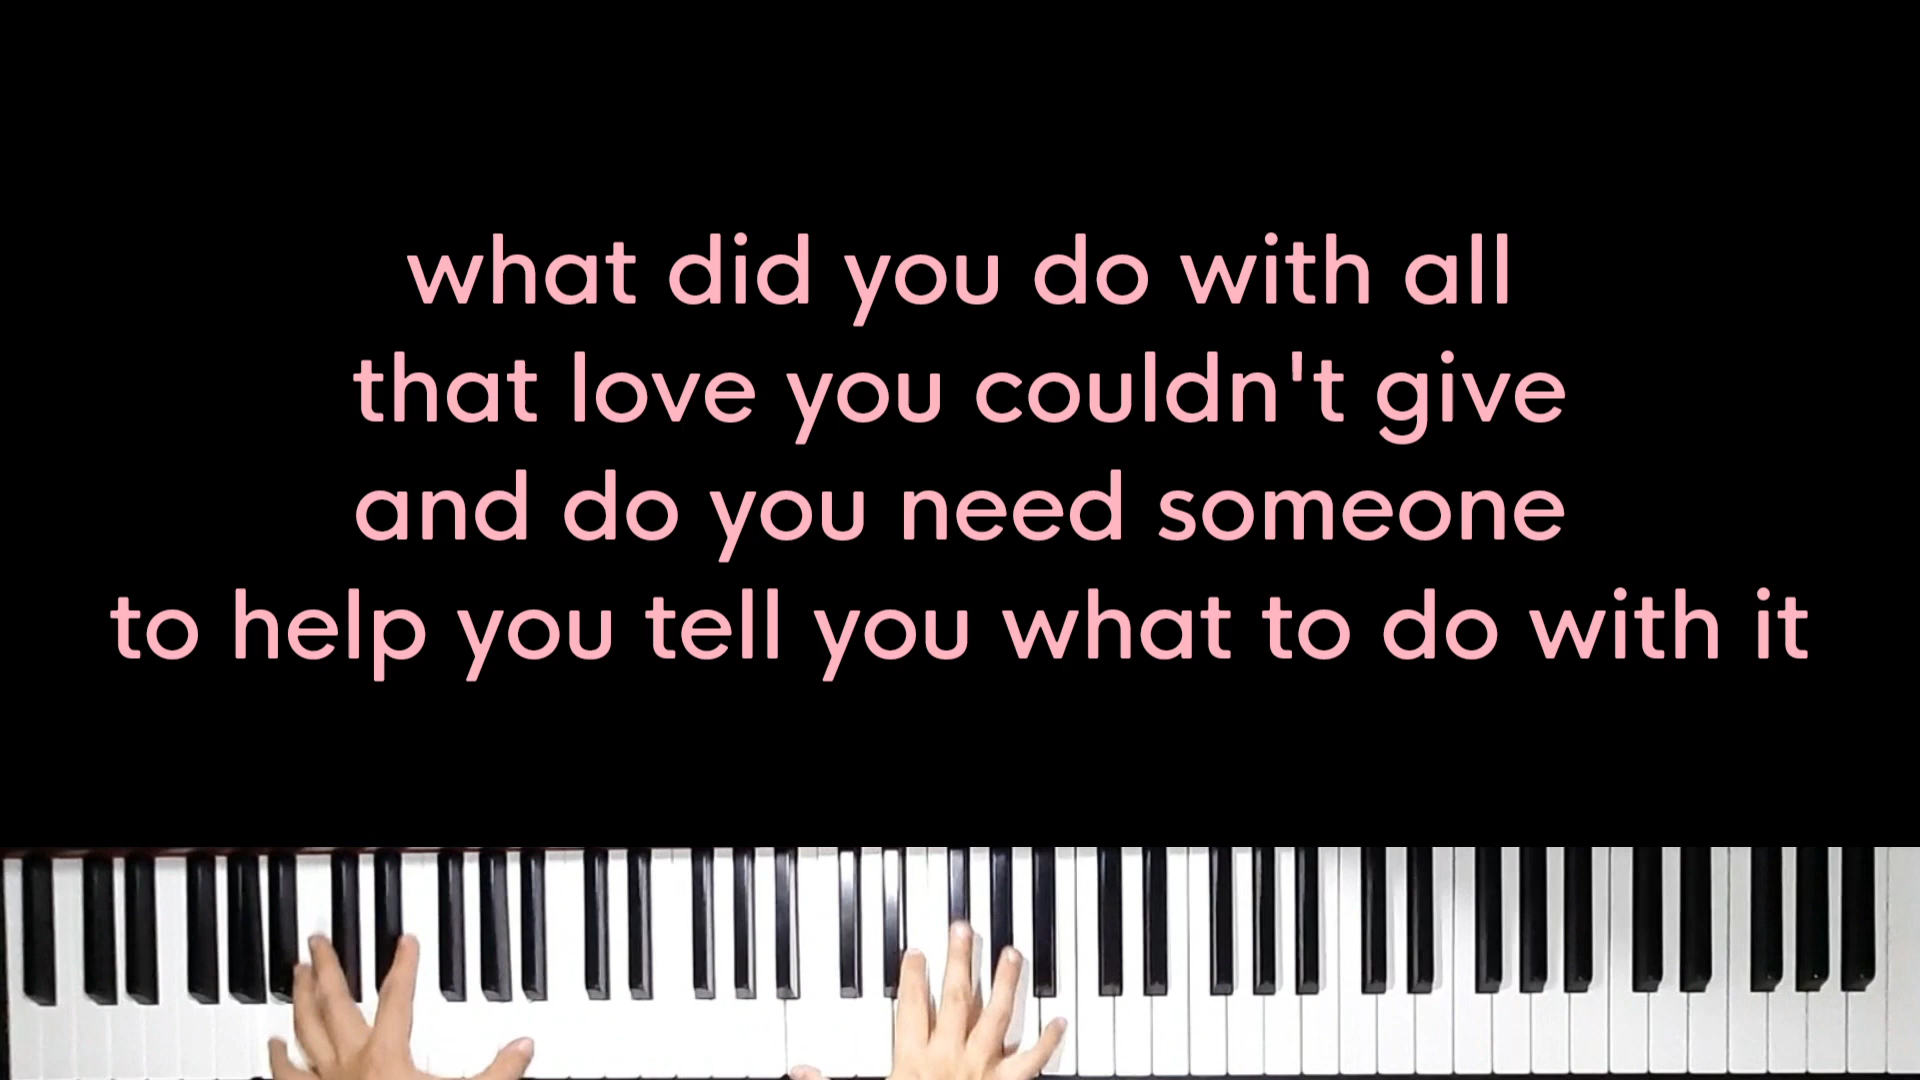 what did you do with all
that love you couldn't give
and do you need someone
to help you tell you what to do with it